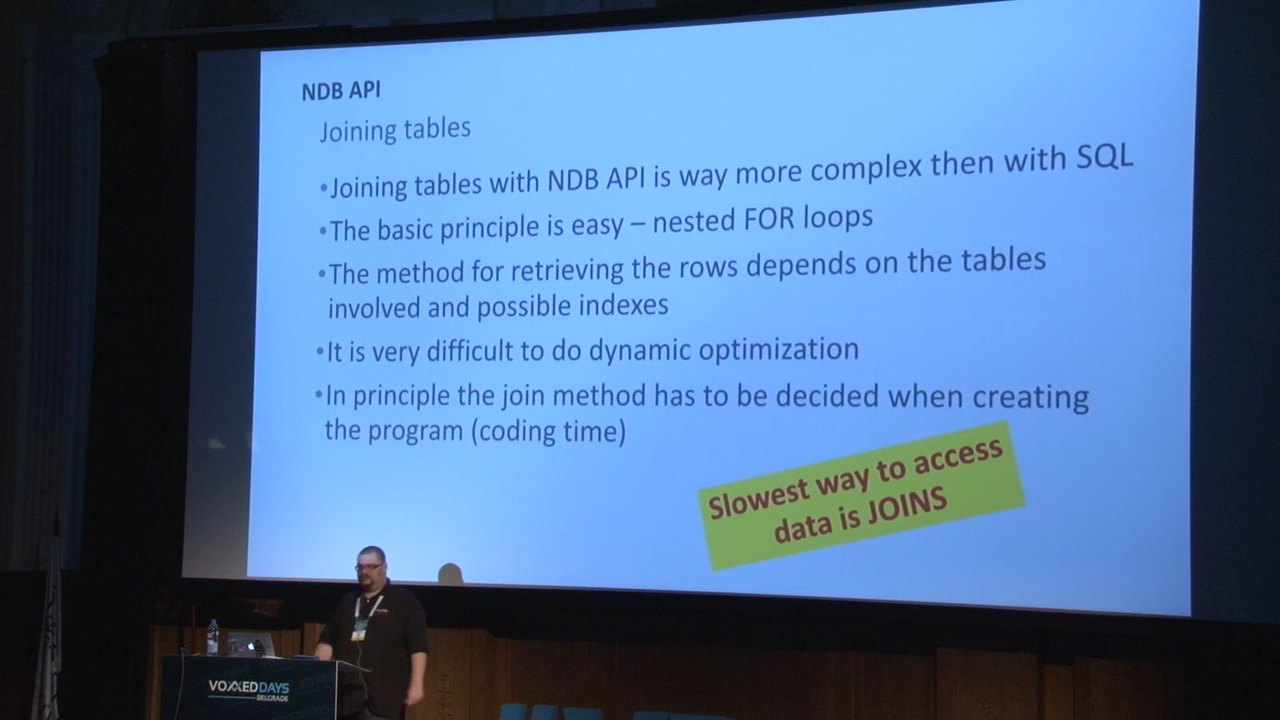 NDB API
Joining tables
•Joining tables with NDB API is way more complex then with SQL
•The basic principle is easy – nested FOR loops
•The method for retrieving the rows depends on the tables
involved and possible indexes
•It is very difficult to do dynamic optimization
•In principle the join method has to be decided when creating
the program (coding time)
Slowest way to access
data is JOINS
VOXXEDDAYS
BELGRADE